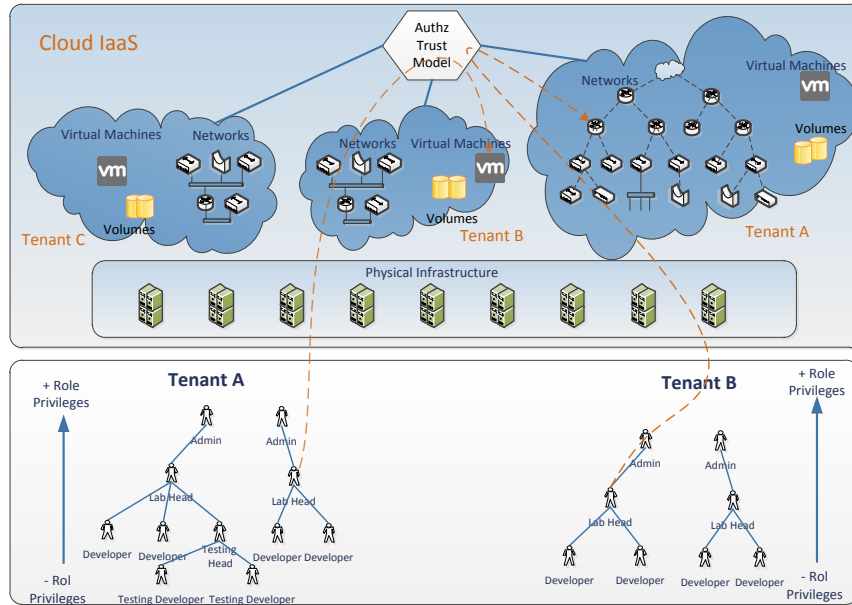 Cloud IaaS
Authz
Trust
Model
Virtual Machines
Networks
vm
Volumes
Tenant C
Networks
Virtual Machines
vm
Volumes
Tenant B
Networks
Virtual Machines
vm
Volumes
Tenant A
Physical Infrastructure
+ Role
Privileges
- Rol
Privileges
Tenant A
Admin
Admin
Lab Head
Lab Head
Developer
Developer
Testing
Head
Developer
Developer
Testing Developer
Testing Developer
Tenant B
Admin
Admin
Lab Head
Lab Head
Developer
Developer
Developer
Developer
+ Role
Privileges
- Rol
Privileges